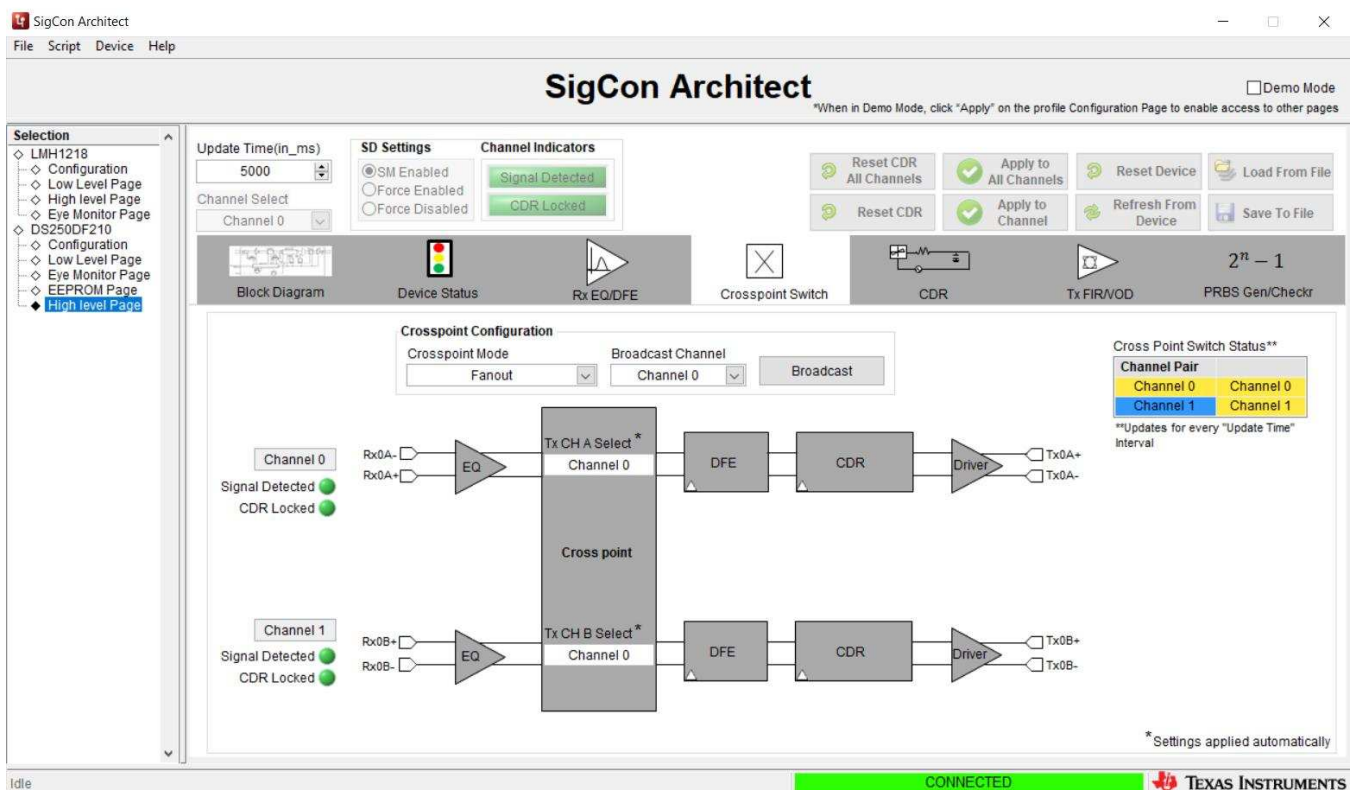 SigCon Architect
File Script Device Help
SigCon Architect
Demo Mode
*When in Demo Mode, click "Apply" on the profile Configuration Page to enable access to other pages
Selection
LMH1218
Configuration
Low Level Page
High level Page
Eye Monitor Page
DS250DF210
Configuration
Low Level Page
Eye Monitor Page
EEPROM Page
High level Page
Update Time(in_ms)
5000
Channel Select
Channel 0
SD Settings
SM Enabled
Force Enabled
Force Disabled
Channel Indicators
Signal Detected
CDR Locked
Reset CDR
All Channels
Apply to
All Channels
Reset Device
Load From File
Reset CDR
Apply to
Channel
Refresh From
Device
Save To File
Block Diagram
Device Status
Rx EQ/DFE
Crosspoint Switch
CDR
Tx FIR/VOD
2ⁿ − 1
PRBS Gen/Checkr
Crosspoint Configuration
Crosspoint Mode
Fanout
Broadcast Channel
Channel 0
Broadcast
Cross Point Switch Status**
Channel Pair
Channel 0 Channel 0
Channel 1 Channel 1
**Updates for every "Update Time"
Interval
Channel 0
Signal Detected
CDR Locked
Rx0A-
Rx0A+
EQ
Tx CH A Select *
Channel 0
DFE
CDR
Driver
Tx0A+
Tx0A-
Cross point
Channel 1
Signal Detected
CDR Locked
Rx0B+
Rx0B-
EQ
Tx CH B Select *
Channel 0
DFE
CDR
Driver
Tx0B+
Tx0B-
*Settings applied automatically
Idle
CONNECTED
TEXAS INSTRUMENTS